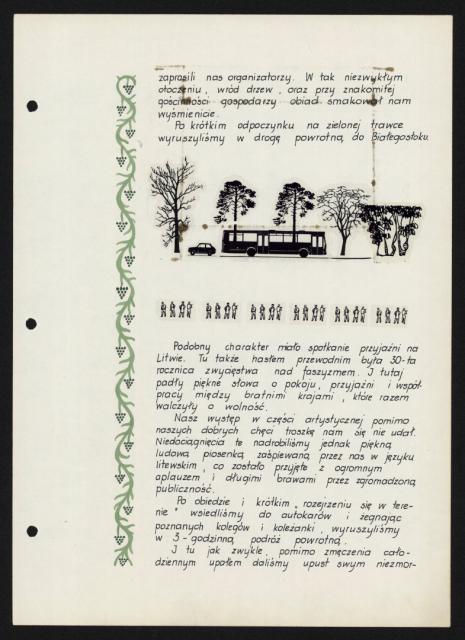 zaprosili nas organizatorzy. W tak niezwykłym
otoczeniu, wród drzew, oraz przy znakomitej
gościnności gospodarzy obiad smakował nam
wyśmienicie.
Po krótkim odpoczynku na zielonej trawce
wyruszyliśmy w drogę powrotną do Białegostoku.
Podobny charakter miało spotkanie przyjaźni na
Litwie. Tu także hasłem przewodnim była 30-ta
rocznica zwycięstwa nad faszyzmem. I tutaj
padły piękne słowa o pokoju, przyjaźni i współ-
pracy między bratnimi krajami, które razem
walczyły o wolność.
Nasz występ w części artystycznej pomimo
naszych dobrych chęci troszkę nam się nie udał.
Niedociągnięcia te nadrobiliśmy jednak piękną
ludową piosenką, zaśpiewaną przez nas w języku
litewskim, co zostało przyjęte z ogromnym
aplauzem i długimi brawami przez zgromadzoną
publiczność.
Po obiedzie i krótkim „rozejrzeniu się w tere-
nie" wsiedliśmy do autokarów i żegnając
poznanych kolegów i koleżanki, wyruszyliśmy
w 3-godzinną podróż powrotną.
I tu jak zwykle, pomimo zmęczenia cało-
dziennym upałem daliśmy upust swym niezmor-